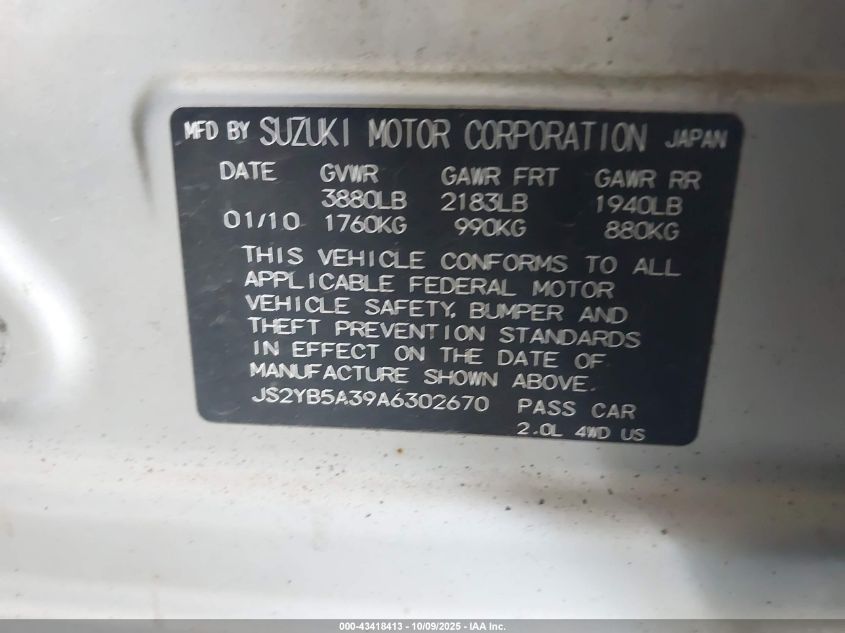 MFD BY SUZUKI MOTOR CORPORATION JAPAN
DATE GVWR GAWR FRT GAWR RR
3880LB 2183LB 1940LB
01/10 1760KG 990KG 880KG
THIS VEHICLE CONFORMS TO ALL
APPLICABLE FEDERAL MOTOR
VEHICLE SAFETY, BUMPER AND
THEFT PREVENTION STANDARDS
IN EFFECT ON THE DATE OF
MANUFACTURE SHOWN ABOVE.
JS2YB5A39A6302670 PASS CAR
2.0L 4WD US
000-43418413 - 10/09/2025 - IAA Inc.